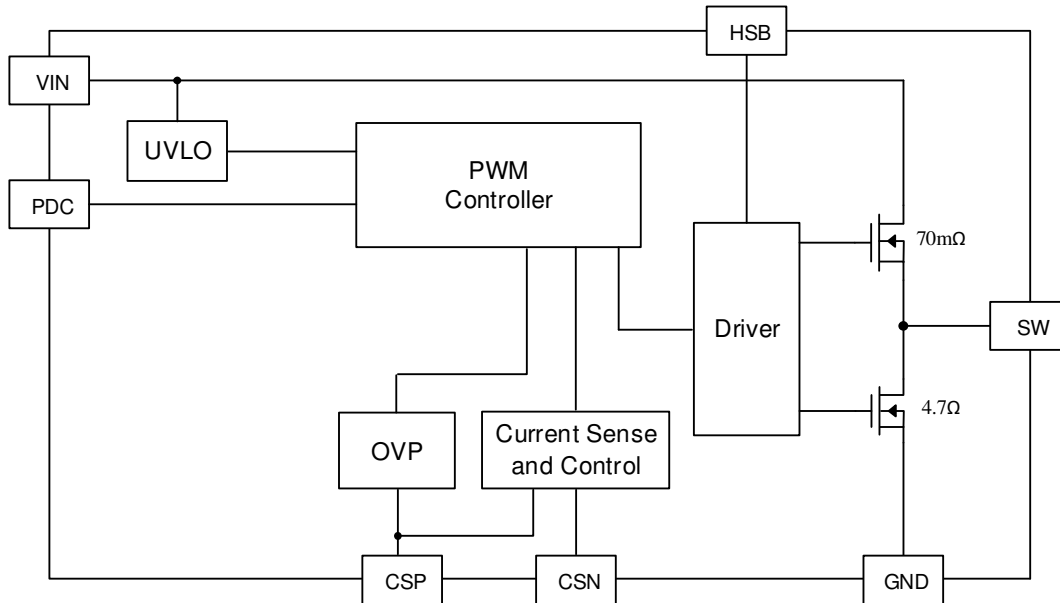 HSB
VIN
UVLO
PWM
Controller
PDC
70mΩ
Driver
SW
4.7Ω
OVP
Current Sense
and Control
CSP
CSN
GND